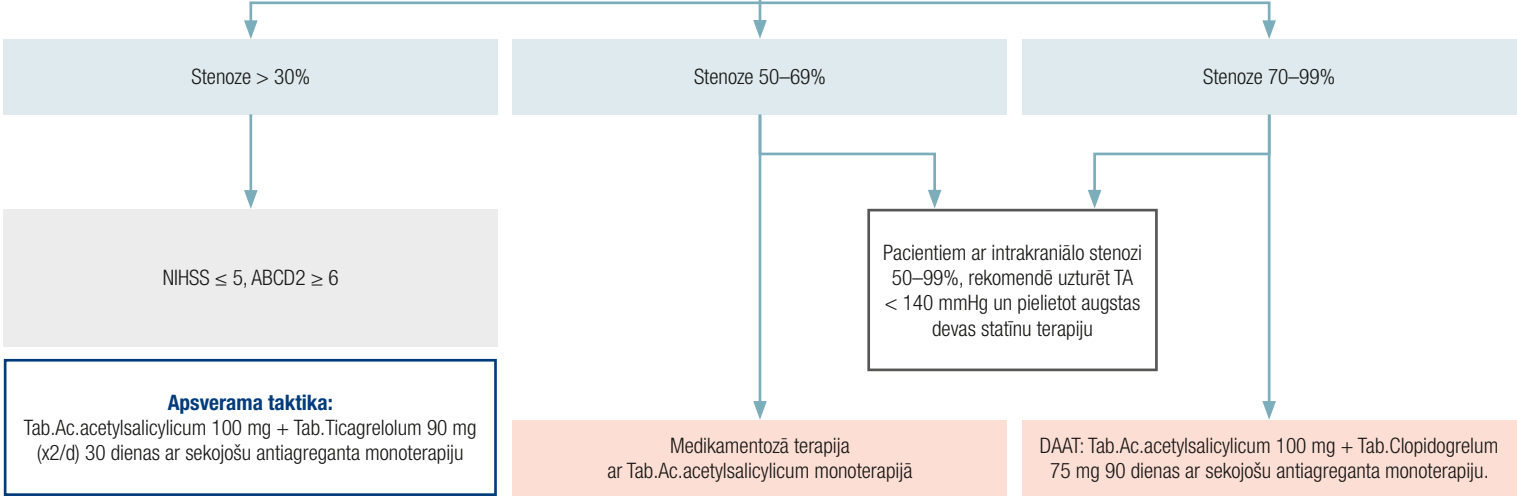 Stenoze > 30%
Stenoze 50–69%
Stenoze 70–99%
NIHSS ≤ 5, ABCD2 ≥ 6
Pacientiem ar intrakraniālo stenozi
50–99%, rekomendē uzturēt TA
< 140 mmHg un pielietot augstas
devas statīnu terapiju
Apsverama taktika:
Tab.Ac.acetylsalicylicum 100 mg + Tab.Ticagrelolum 90 mg
(x2/d) 30 dienas ar sekojošu antiagreganta monoterapiju
Medikamentozā terapija
ar Tab.Ac.acetylsalicylicum monoterapijā
DAAT: Tab.Ac.acetylsalicylicum 100 mg + Tab.Clopidogrelum
75 mg 90 dienas ar sekojošu antiagreganta monoterapiju.